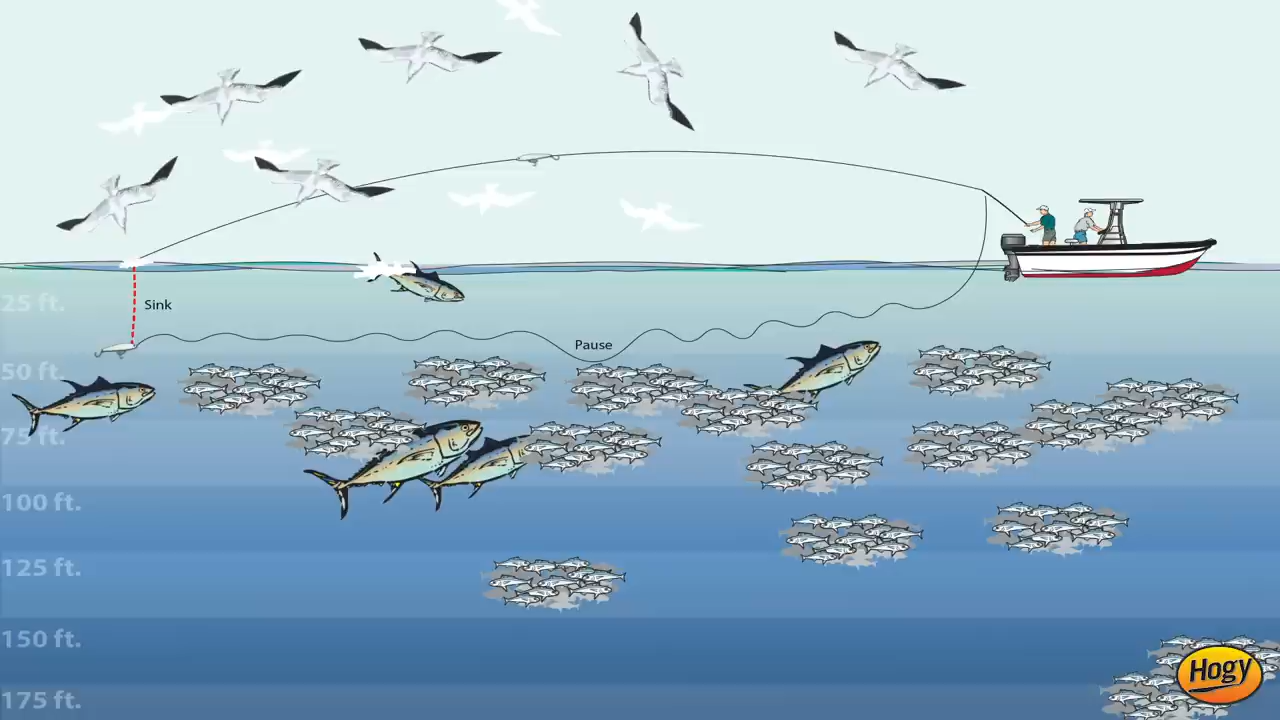 25 ft.
Sink
Pause
50 ft.
75 ft.
100 ft.
125 ft.
150 ft.
Hogy
175 ft.